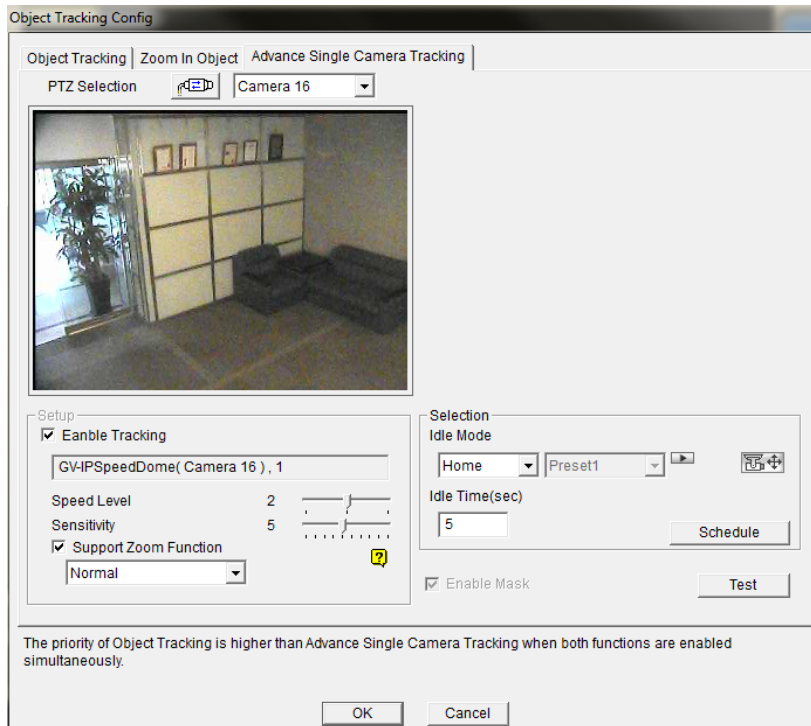 Object Tracking Config
Object Tracking
Zoom In Object
Advance Single Camera Tracking
PTZ Selection
Camera 16
Setup
Eanble Tracking
GV-IPSpeedDome( Camera 16 ) , 1
Speed Level 2
Sensitivity 5
Support Zoom Function
?
Normal
Selection
Idle Mode
Home
Preset1
Idle Time(sec)
5
Schedule
Enable Mask
Test
The priority of Object Tracking is higher than Advance Single Camera Tracking when both functions are enabled
simultaneously.
OK
Cancel